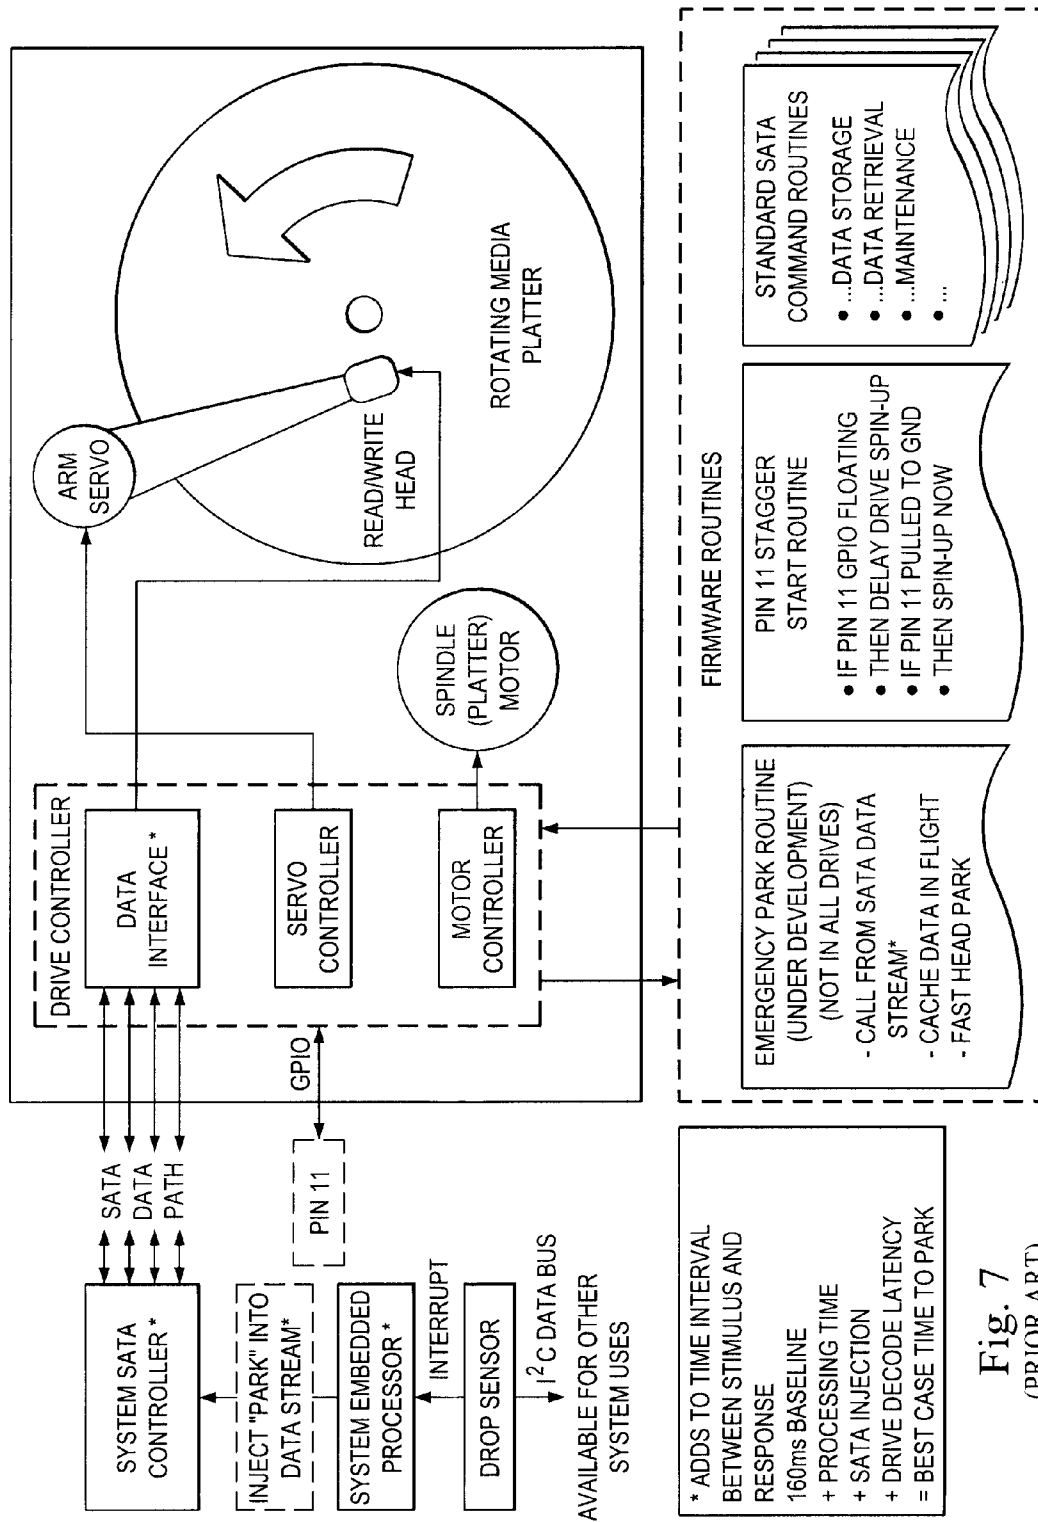 SYSTEM SATA
CONTROLLER *
INJECT "PARK" INTO
DATA STREAM*
SYSTEM EMBEDDED
PROCESSOR *
INTERRUPT
DROP SENSOR
I2C DATA BUS
AVAILABLE FOR OTHER
SYSTEM USES
SATA
DATA
PATH
PIN 11
GPIO
DRIVE CONTROLLER
DATA
INTERFACE *
SERVO
CONTROLLER
MOTOR
CONTROLLER
SPINDLE
(PLATTER)
MOTOR
ARM
SERVO
READ/WRITE
HEAD
ROTATING MEDIA
PLATTER
* ADDS TO TIME INTERVAL
BETWEEN STIMULUS AND
RESPONSE
160ms BASELINE
+ PROCESSING TIME
+ SATA INJECTION
+ DRIVE DECODE LATENCY
= BEST CASE TIME TO PARK
FIRMWARE ROUTINES
EMERGENCY PARK ROUTINE
(UNDER DEVELOPMENT)
(NOT IN ALL DRIVES)
- CALL FROM SATA DATA
STREAM*
- CACHE DATA IN FLIGHT
- FAST HEAD PARK
PIN 11 STAGGER
START ROUTINE
• IF PIN 11 GPIO FLOATING
• THEN DELAY DRIVE SPIN-UP
• IF PIN 11 PULLED TO GND
• THEN SPIN-UP NOW
STANDARD SATA
COMMAND ROUTINES
• ...DATA STORAGE
• ...DATA RETRIEVAL
• ...MAINTENANCE
• ...
Fig. 7
(PRIOR ART)